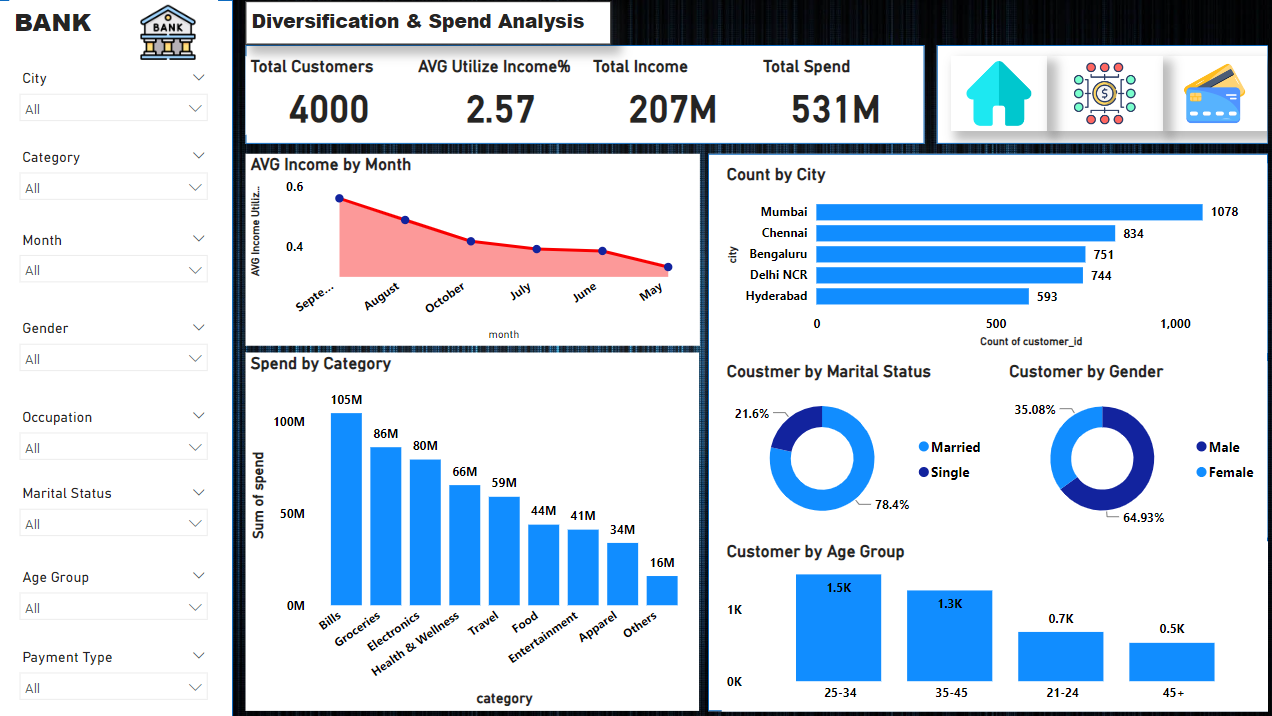 BANK
BANK
City
All
Category
All
Month
All
Gender
All
Occupation
All
Marital Status
All
Age Group
All
Payment Type
All
Diversification & Spend Analysis
Total Customers
4000
AVG Utilize Income%
2.57
Total Income
207M
Total Spend
531M
$
AVG Income by Month
AVG Income Utiliz...
0.6
0.4
Septe...
August
October
July
June
May
month
Spend by Category
Sum of spend
100M
50M
0M
105M
86M
80M
66M
59M
44M
41M
34M
16M
Bills
Groceries
Electronics
Health & Wellness
Travel
Food
Entertainment
Apparel
Others
category
Count by City
city
Mumbai 1078
Chennai 834
Bengaluru 751
Delhi NCR 744
Hyderabad 593
0 500 1,000
Count of customer_id
Coustmer by Marital Status
21.6%
78.4%
Married
Single
Customer by Gender
35.08%
64.93%
Male
Female
Customer by Age Group
1K
0K
1.5K
1.3K
0.7K
0.5K
25-34
35-45
21-24
45+